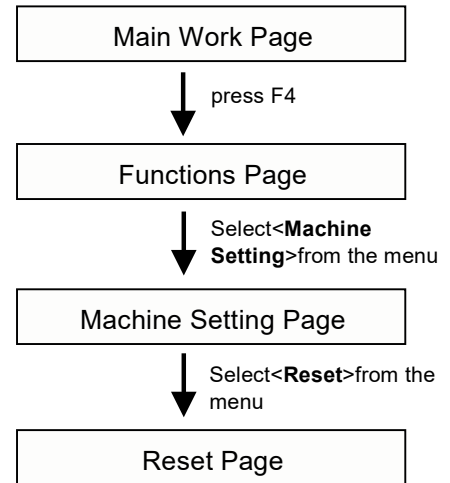 Main Work Page
press F4
Functions Page
Select<Machine
Setting>from the menu
Machine Setting Page
Select<Reset>from the
menu
Reset Page